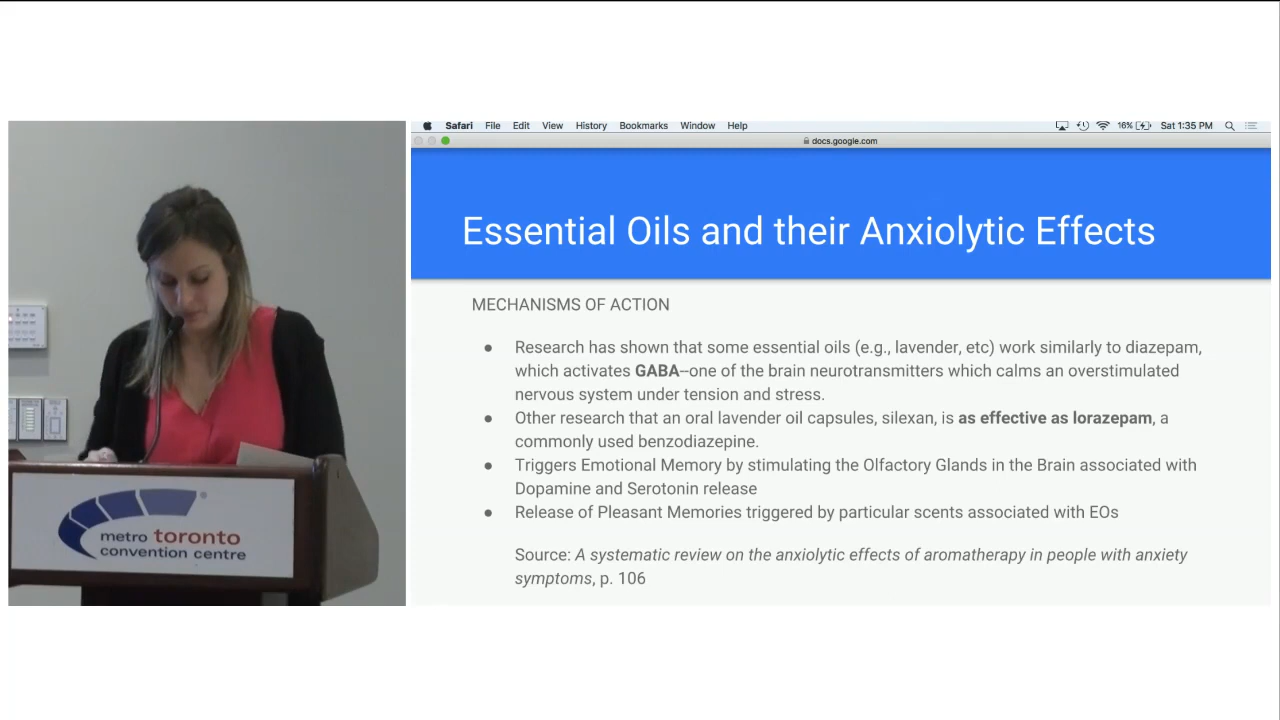 Safari File Edit View History Bookmarks Window Help 16% Sat 1:35 PM
docs.google.com
Essential Oils and their Anxiolytic Effects
MECHANISMS OF ACTION
● Research has shown that some essential oils (e.g., lavender, etc) work similarly to diazepam,
which activates GABA–one of the brain neurotransmitters which calms an overstimulated
nervous system under tension and stress.
● Other research that an oral lavender oil capsules, silexan, is as effective as lorazepam, a
commonly used benzodiazepine.
● Triggers Emotional Memory by stimulating the Olfactory Glands in the Brain associated with
Dopamine and Serotonin release
● Release of Pleasant Memories triggered by particular scents associated with EOs
Source: A systematic review on the anxiolytic effects of aromatherapy in people with anxiety
symptoms, p. 106
metro toronto
convention centre